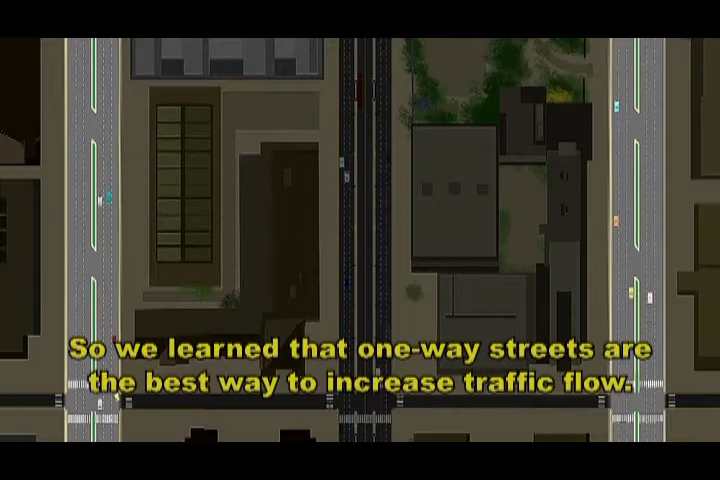 So we learned that one-way streets are
the best way to increase traffic flow.